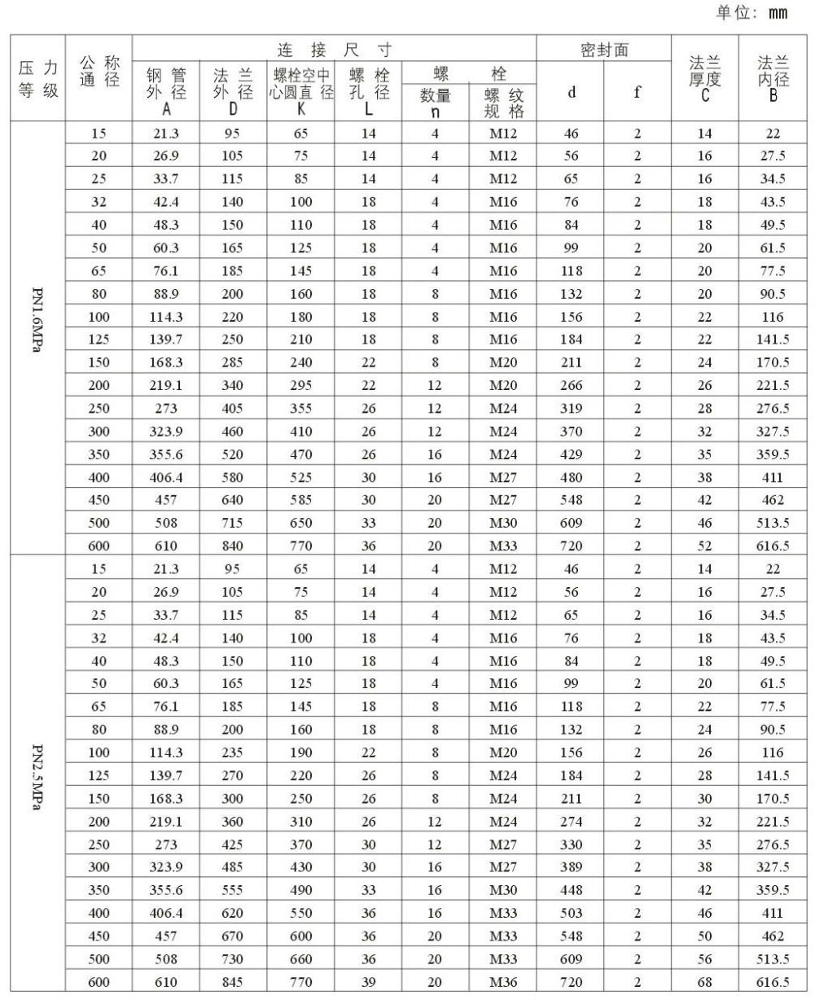 单位: mm
压力等级 公称通径 连接尺寸 密封面 法兰厚度 C 法兰内径 B
钢管外径 A 法兰外径 D 螺栓空中心圆直径 K 螺栓孔径 L 螺栓 d f
数量 n 螺纹规格
PN1.6MPa
15 21.3 95 65 14 4 M12 46 2 14 22
20 26.9 105 75 14 4 M12 56 2 16 27.5
25 33.7 115 85 14 4 M12 65 2 16 34.5
32 42.4 140 100 18 4 M16 76 2 18 43.5
40 48.3 150 110 18 4 M16 84 2 18 49.5
50 60.3 165 125 18 4 M16 99 2 20 61.5
65 76.1 185 145 18 4 M16 118 2 20 77.5
80 88.9 200 160 18 8 M16 132 2 20 90.5
100 114.3 220 180 18 8 M16 156 2 22 116
125 139.7 250 210 18 8 M16 184 2 22 141.5
150 168.3 285 240 22 8 M20 211 2 24 170.5
200 219.1 340 295 22 12 M20 266 2 26 221.5
250 273 405 355 26 12 M24 319 2 28 276.5
300 323.9 460 410 26 12 M24 370 2 32 327.5
350 355.6 520 470 26 16 M24 429 2 35 359.5
400 406.4 580 525 30 16 M27 480 2 38 411
450 457 640 585 30 20 M27 548 2 42 462
500 508 715 650 33 20 M30 609 2 46 513.5
600 610 840 770 36 20 M33 720 2 52 616.5
PN2.5MPa
15 21.3 95 65 14 4 M12 46 2 14 22
20 26.9 105 75 14 4 M12 56 2 16 27.5
25 33.7 115 85 14 4 M12 65 2 16 34.5
32 42.4 140 100 18 4 M16 76 2 18 43.5
40 48.3 150 110 18 4 M16 84 2 18 49.5
50 60.3 165 125 18 4 M16 99 2 20 61.5
65 76.1 185 145 18 8 M16 118 2 22 77.5
80 88.9 200 160 18 8 M16 132 2 24 90.5
100 114.3 235 190 22 8 M20 156 2 26 116
125 139.7 270 220 26 8 M24 184 2 28 141.5
150 168.3 300 250 26 8 M24 211 2 30 170.5
200 219.1 360 310 26 12 M24 274 2 32 221.5
250 273 425 370 30 12 M27 330 2 35 276.5
300 323.9 485 430 30 16 M27 389 2 38 327.5
350 355.6 555 490 33 16 M30 448 2 42 359.5
400 406.4 620 550 36 16 M33 503 2 46 411
450 457 670 600 36 20 M33 548 2 50 462
500 508 730 660 36 20 M33 609 2 56 513.5
600 610 845 770 39 20 M36 720 2 68 616.5